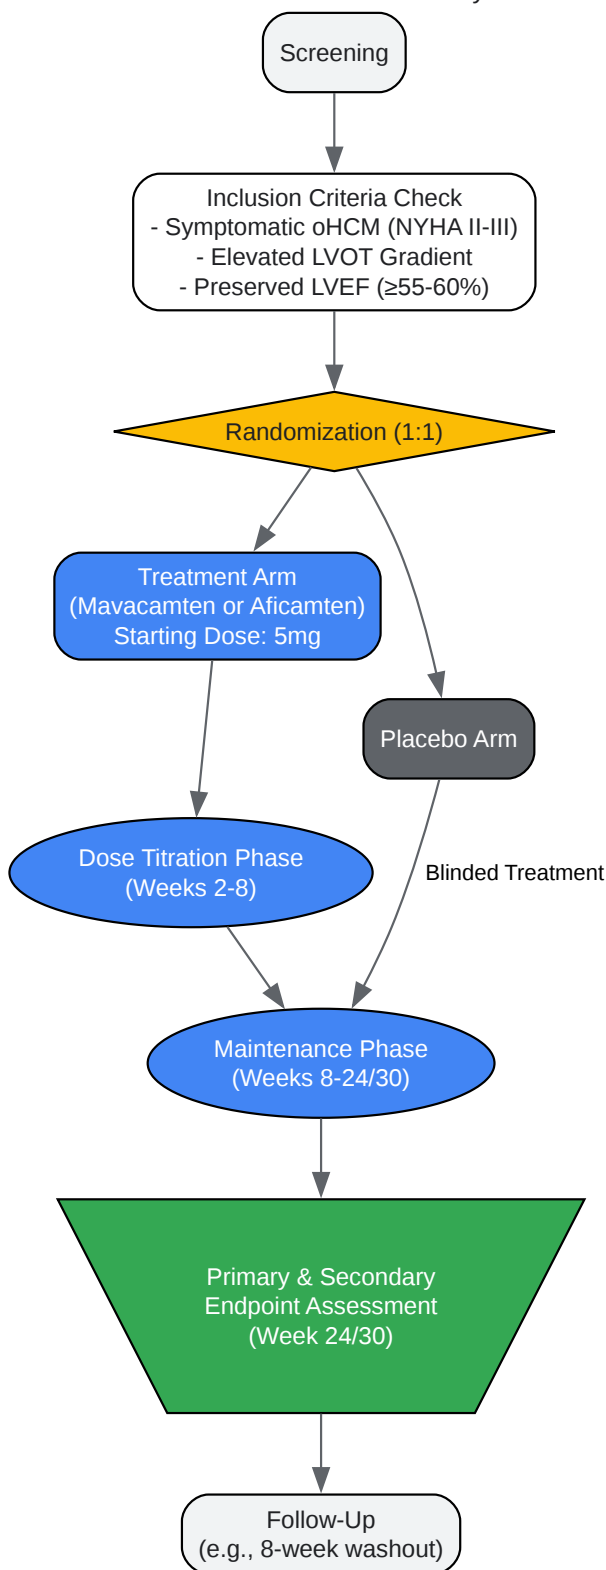 Screening
Inclusion Criteria Check
- Symptomatic oHCM (NYHA II-III)
- Elevated LVOT Gradient
- Preserved LVEF (≥55-60%)
Randomization (1:1)
Treatment Arm
(Mavacamten or Aficamten)
Starting Dose: 5mg
Placebo Arm
Dose Titration Phase
(Weeks 2-8)
Blinded Treatment
Maintenance Phase
(Weeks 8-24/30)
Primary & Secondary
Endpoint Assessment
(Week 24/30)
Follow-Up
(e.g., 8-week washout)